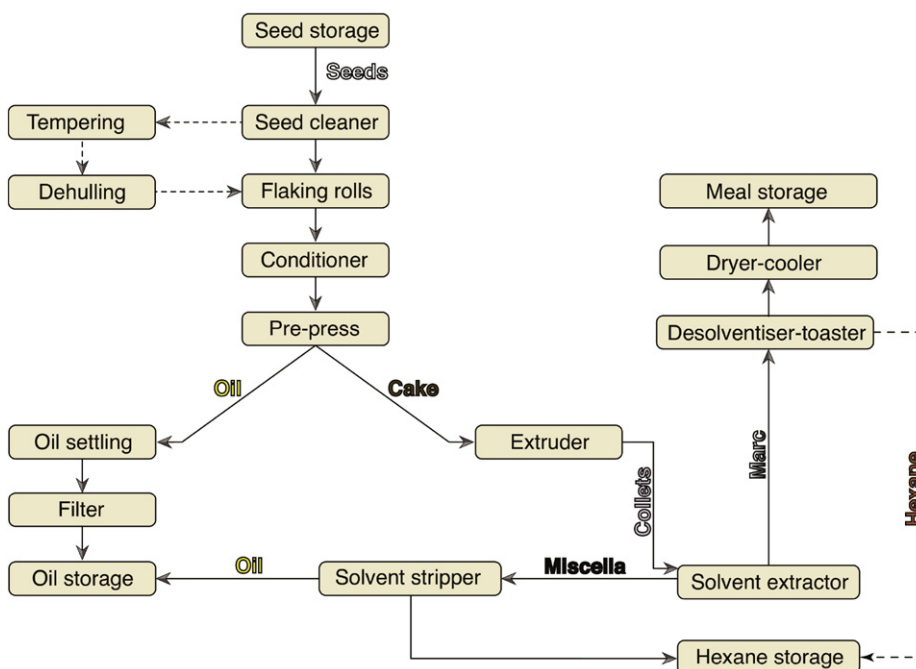 Seed storage
Seeds
Tempering
Seed cleaner
Dehulling
Flaking rolls
Meal storage
Conditioner
Dryer-cooler
Pre-press
Desolventiser-toaster
Oil
Cake
Oil settling
Extruder
Marc
Collets
Hexane
Filter
Oil
Miscella
Oil storage
Solvent stripper
Solvent extractor
Hexane storage